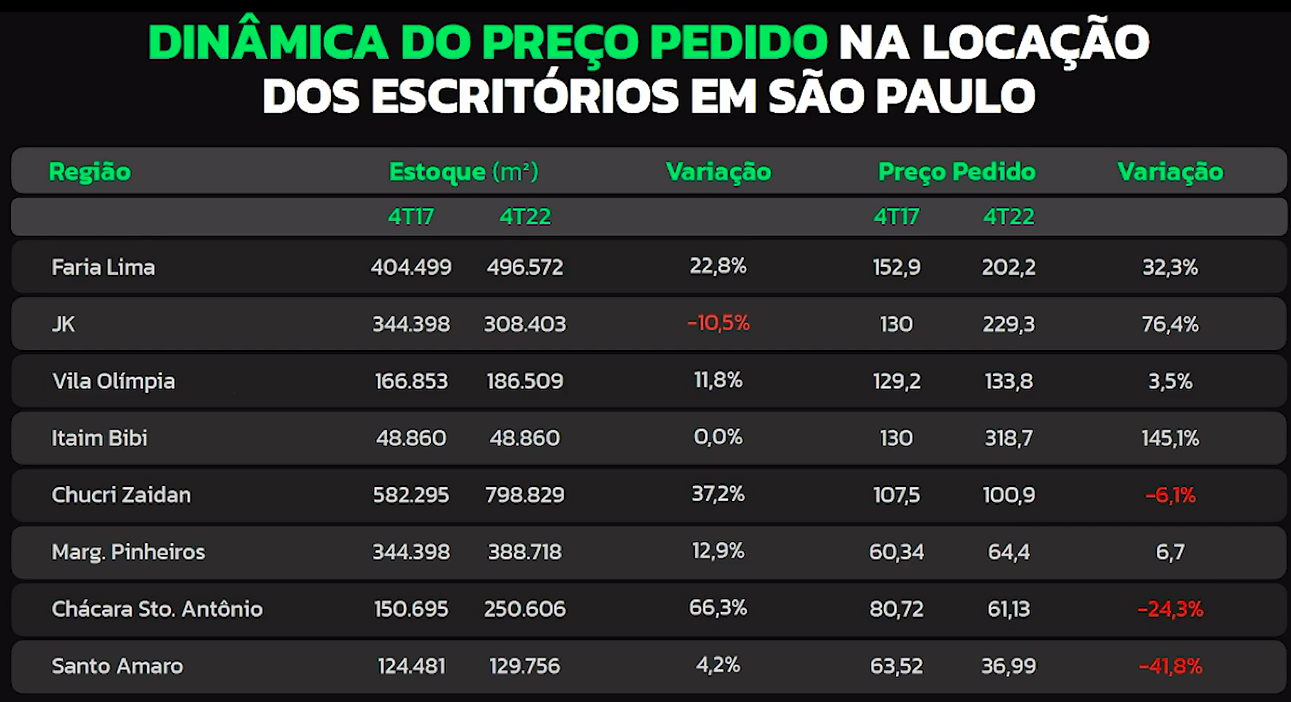 DINÂMICA DO PREÇO PEDIDO NA LOCAÇÃO
DOS ESCRITÓRIOS EM SÃO PAULO
Região Estoque (m²) Variação Preço Pedido Variação
4T17 4T22 4T17 4T22
Faria Lima 404.499 496.572 22,8% 152,9 202,2 32,3%
JK 344.398 308.403 -10,5% 130 229,3 76,4%
Vila Olímpia 166.853 186.509 11,8% 129,2 133,8 3,5%
Itaim Bibi 48.860 48.860 0,0% 130 318,7 145,1%
Chucri Zaidan 582.295 798.829 37,2% 107,5 100,9 -6,1%
Marg. Pinheiros 344.398 388.718 12,9% 60,34 64,4 6,7
Chácara Sto. Antônio 150.695 250.606 66,3% 80,72 61,13 -24,3%
Santo Amaro 124.481 129.756 4,2% 63,52 36,99 -41,8%